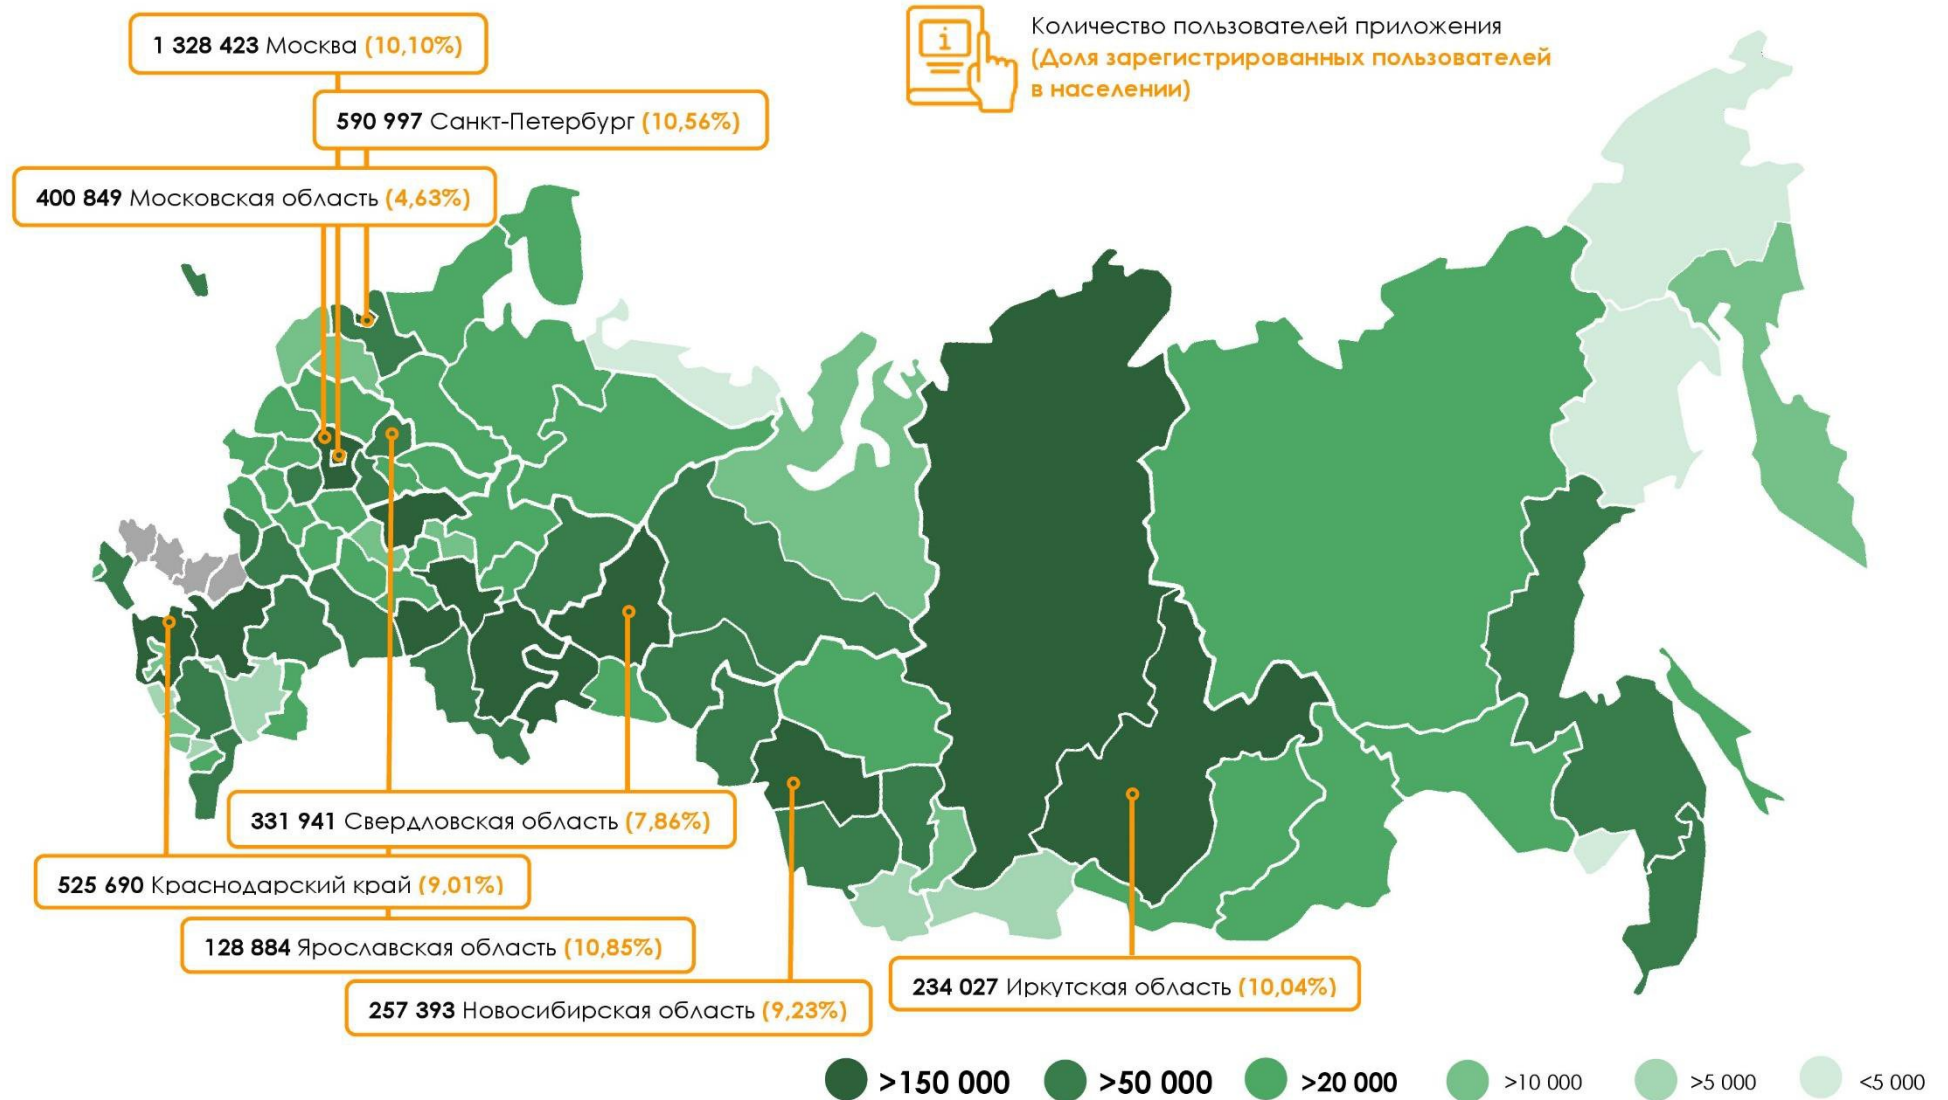 1 328 423 Москва (10,10%)
Количество пользователей приложения
(Доля зарегистрированных пользователей
в населении)
590 997 Санкт-Петербург (10,56%)
400 849 Московская область (4,63%)
331 941 Свердловская область (7,86%)
525 690 Краснодарский край (9,01%)
128 884 Ярославская область (10,85%)
257 393 Новосибирская область (9,23%)
234 027 Иркутская область (10,04%)
>150 000 >50 000 >20 000 >10 000 >5 000 <5 000